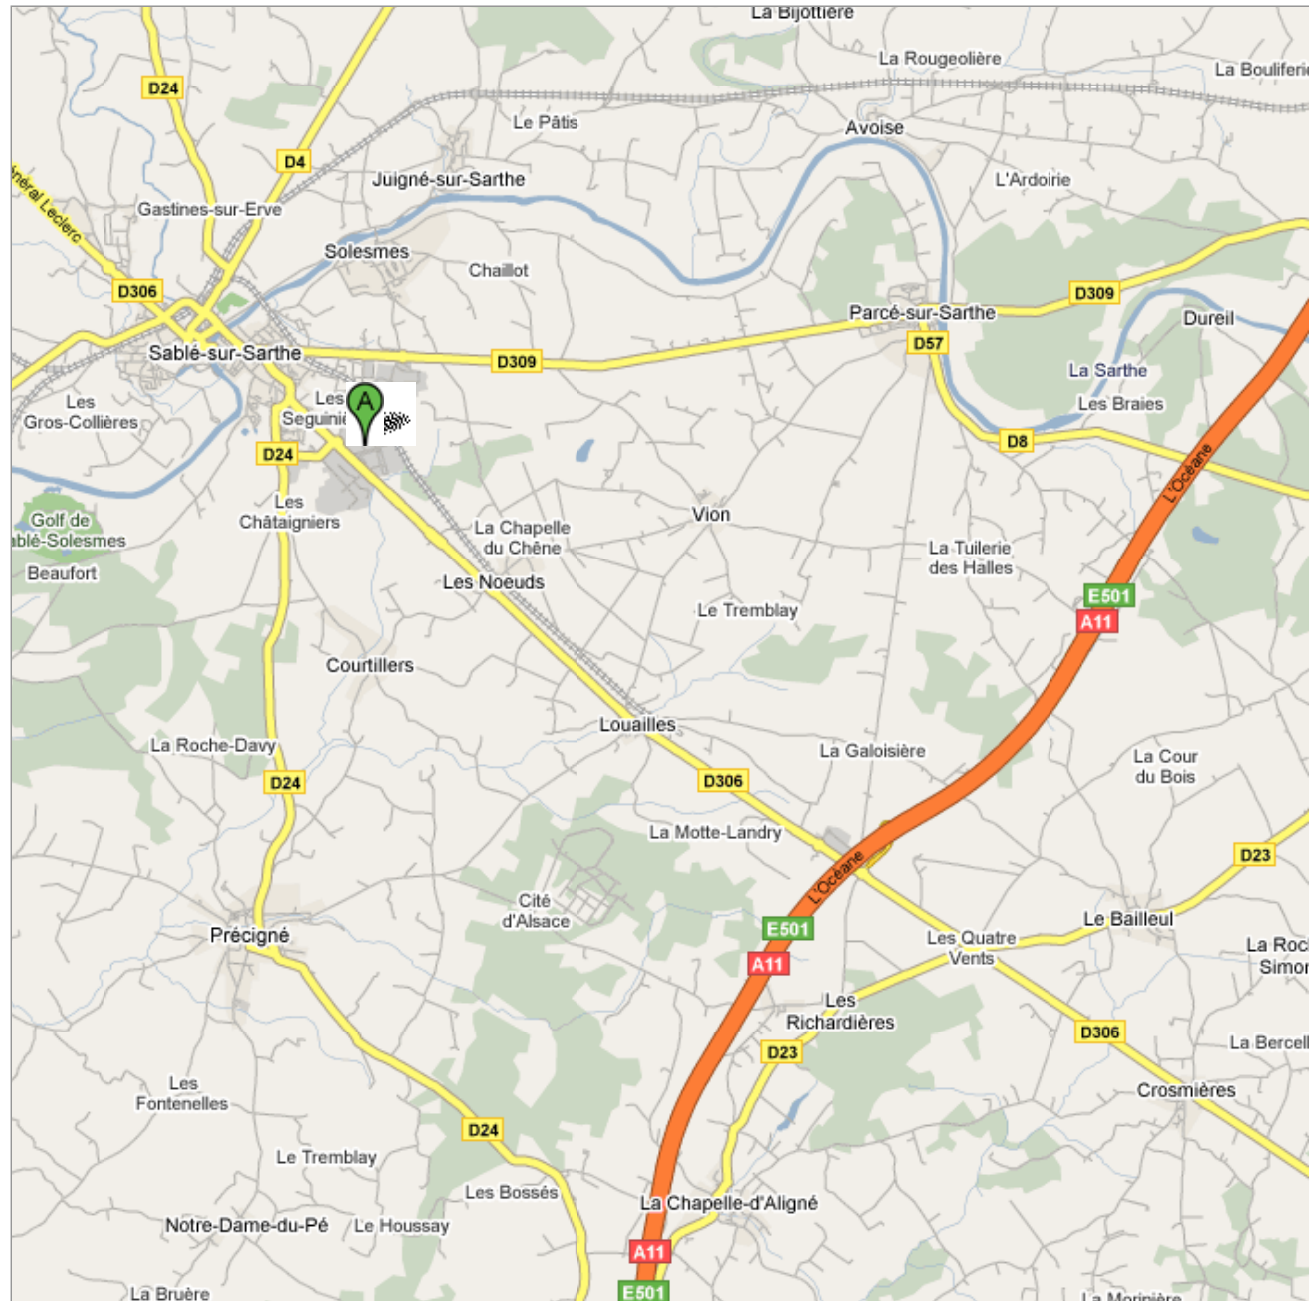 La Bijottière
La Rougeolière
D24
Le Pâtis
Avoise
D4
Juigné-sur-Sarthe
L'Ardoirie
Gastines-sur-Erve
Leclerc
Solesmes
Chaillot
D306
D309
Parcé-sur-Sarthe
Dureil
Sablé-sur-Sarthe
D309
D57
La Sarthe
Les
Gros-Collières
Les
A
Les Braies
D24
D8
L'Océane
Les
Châtaigniers
Vion
Golf de
La Chapelle
du Chêne
La Tuilerie
des Halles
Beaufort
Les Noeuds
E501
A11
Le Tremblay
Courtillers
Louailles
La Roche-Davy
La Galoisière
La Cour
du Bois
D24
D306
La Motte-Landry
D23
L'Océane
Cité
d'Alsace
Le Bailleul
E501
A11
Précigné
Les Quatre
Vents
La
Les
Richardières
D306
D23
La
Les
Fontenelles
Crosmières
D24
Le Tremblay
Les Bossés
La Chapelle-d'Aligné
Notre-Dame-du-Pé
Le Houssay
A11
E501
La Bruère
La Morinière